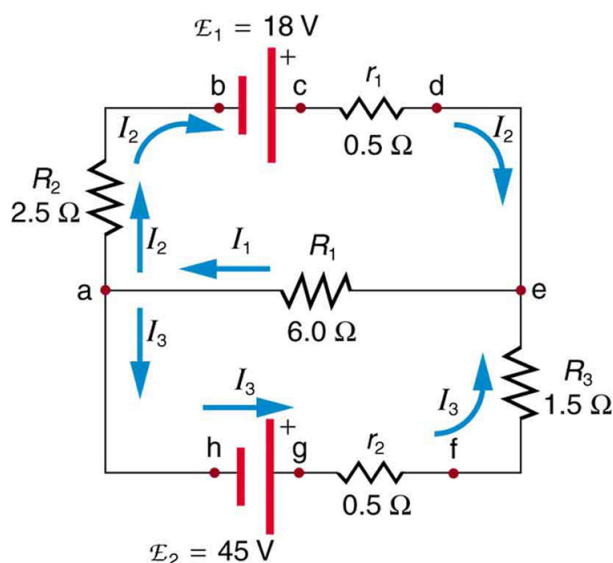 ℰ₁ = 18 V
b
+
c
r₁
d
0.5 Ω
I₂
I₂
R₂
2.5 Ω
I₂
I₁
R₁
a
e
6.0 Ω
I₃
R₃
1.5 Ω
I₃
I₃
h
+
g
r₂
f
0.5 Ω
ℰ₂ = 45 V